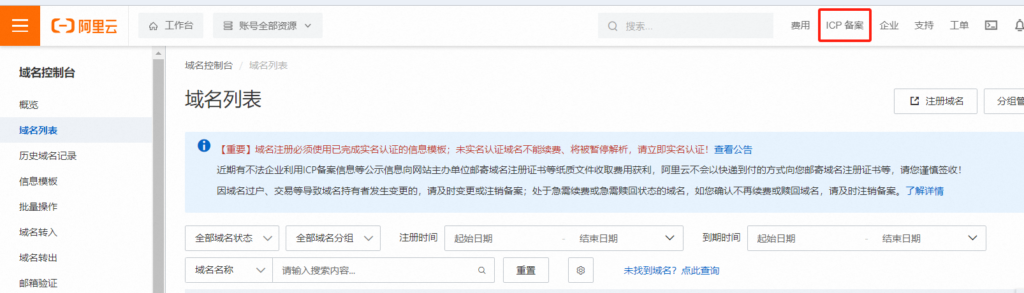 阿里云 工作台 账号全部资源 搜索... 费用 ICP 备案 企业 支持 工单
域名控制台
概览
域名列表
历史域名记录
信息模板
批量操作
域名转入
域名转出
邮箱验证
域名控制台 / 域名列表
域名列表
注册域名 分组管
【重要】域名注册必须使用已完成实名认证的信息模板；未实名认证域名不能续费、将被暂停解析，请立即实名认证！查看公告
近期有不法企业利用ICP备案信息等公示信息向网站主办单位邮寄域名注册证书等纸质文件收取费用获利，阿里云不会以快递到付的方式向您邮寄域名注册证书等，请您谨慎签收！
因域名过户、交易等导致域名持有者发生变更的，请及时变更或注销备案；处于急需续费或急需赎回状态的域名，如您确认不再续费或赎回域名，请及时注销备案。了解详情
全部域名状态 全部域名分组 注册时间 起始日期 - 结束日期 到期时间 起始日期 - 结束日期
域名名称 请输入搜索内容... 重置 未找到域名？点此查询